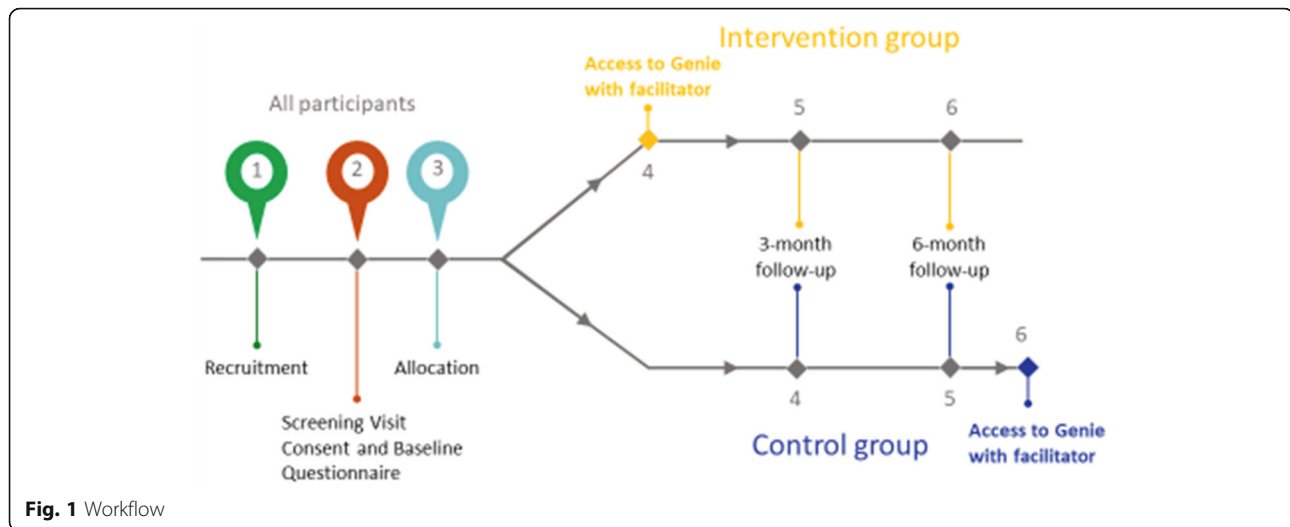 Intervention group
Access to Genie
with facilitator
All participants
5
6
1
2
3
4
3-month
follow-up
6-month
follow-up
6
Recruitment
Allocation
4
5
Screening Visit
Consent and Baseline
Questionnaire
Control group
Access to Genie
with facilitator
Fig. 1 Workflow